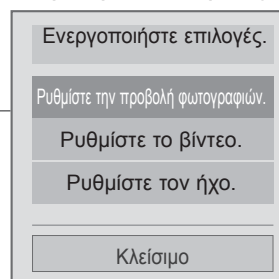 Ενεργοποιήστε επιλογές.
Ρυθμίστε την προβολή φωτογραφιών.
Ρυθμίστε το βίντεο.
Ρυθμίστε τον ήχο.
Κλείσιμο